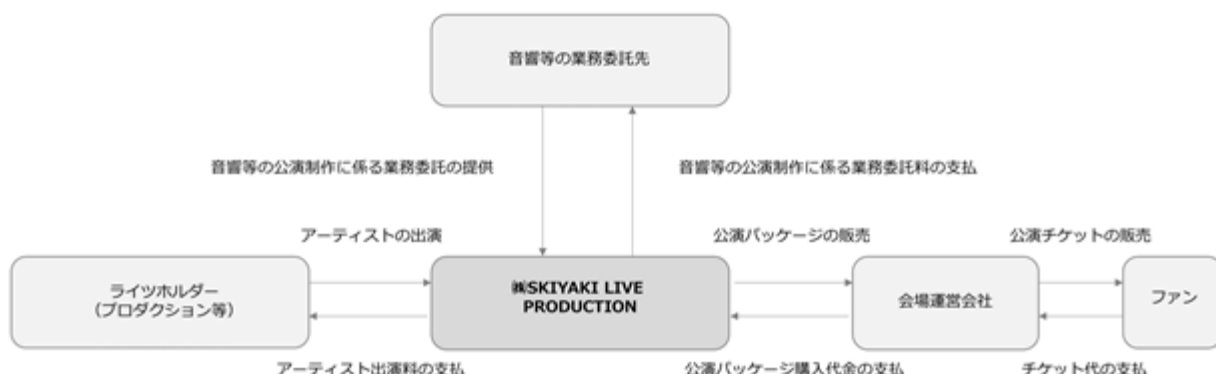 音響等の業務委託先
音響等の公演制作に係る業務委託の提供
音響等の公演制作に係る業務委託料の支払
アーティストの出演
公演パッケージの販売
公演チケットの販売
ライツホルダー
(プロダクション等)
㈱SKIYAKI LIVE
PRODUCTION
会場運営会社
ファン
アーティスト出演料の支払
公演パッケージ購入代金の支払
チケット代の支払